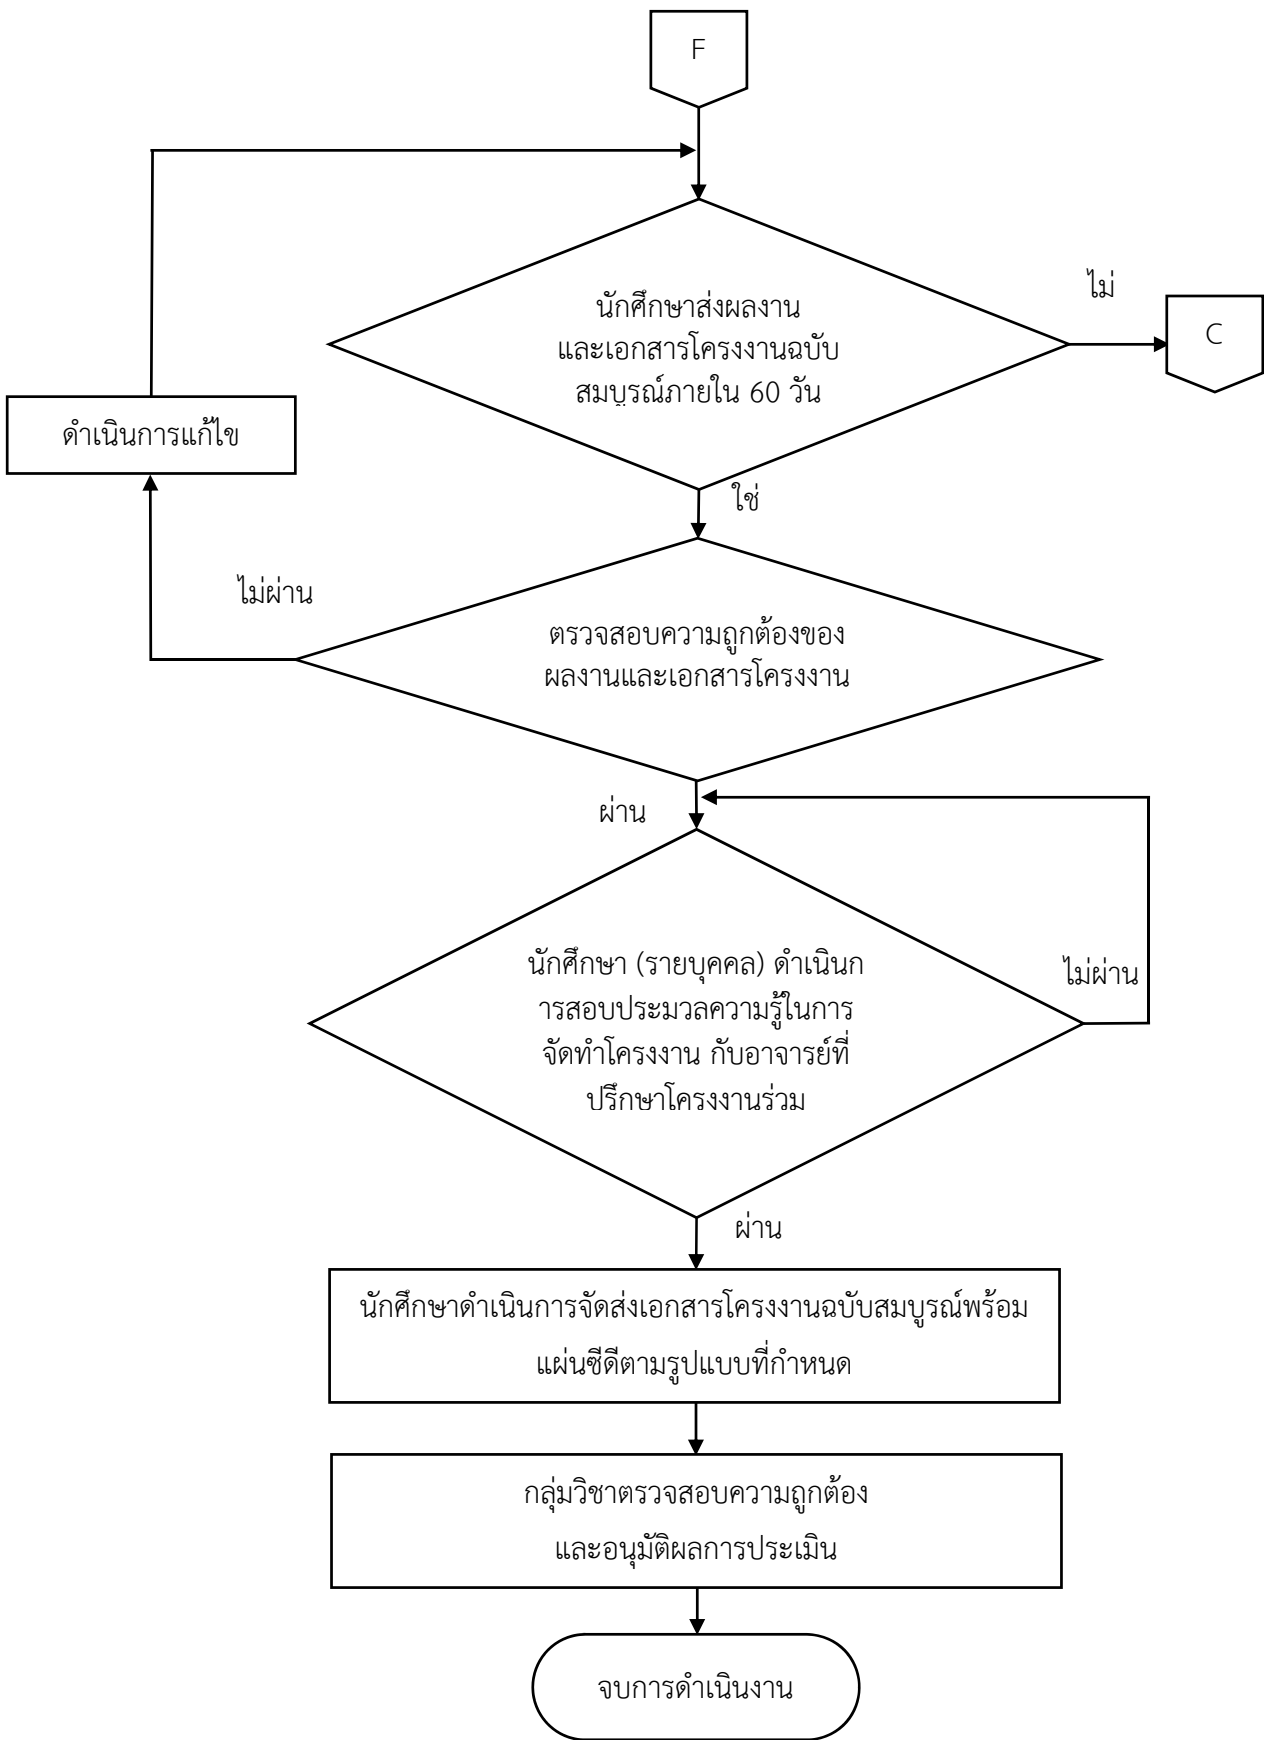 F
นักศึกษาส่งผลงาน
และเอกสารโครงงานฉบับ
สมบูรณ์ภายใน 60 วัน
ไม่
C
ดำเนินการแก้ไข
ใช่
ไม่ผ่าน
ตรวจสอบความถูกต้องของ
ผลงานและเอกสารโครงงาน
ผ่าน
นักศึกษา (รายบุคคล) ดำเนินก
ารสอบประมวลความรู้ในการ
จัดทำโครงงาน กับอาจารย์ที่
ปรึกษาโครงงานร่วม
ไม่ผ่าน
ผ่าน
นักศึกษาดำเนินการจัดส่งเอกสารโครงงานฉบับสมบูรณ์พร้อม
แผ่นซีดีตามรูปแบบที่กำหนด
กลุ่มวิชาตรวจสอบความถูกต้อง
และอนุมัติผลการประเมิน
จบการดำเนินงาน